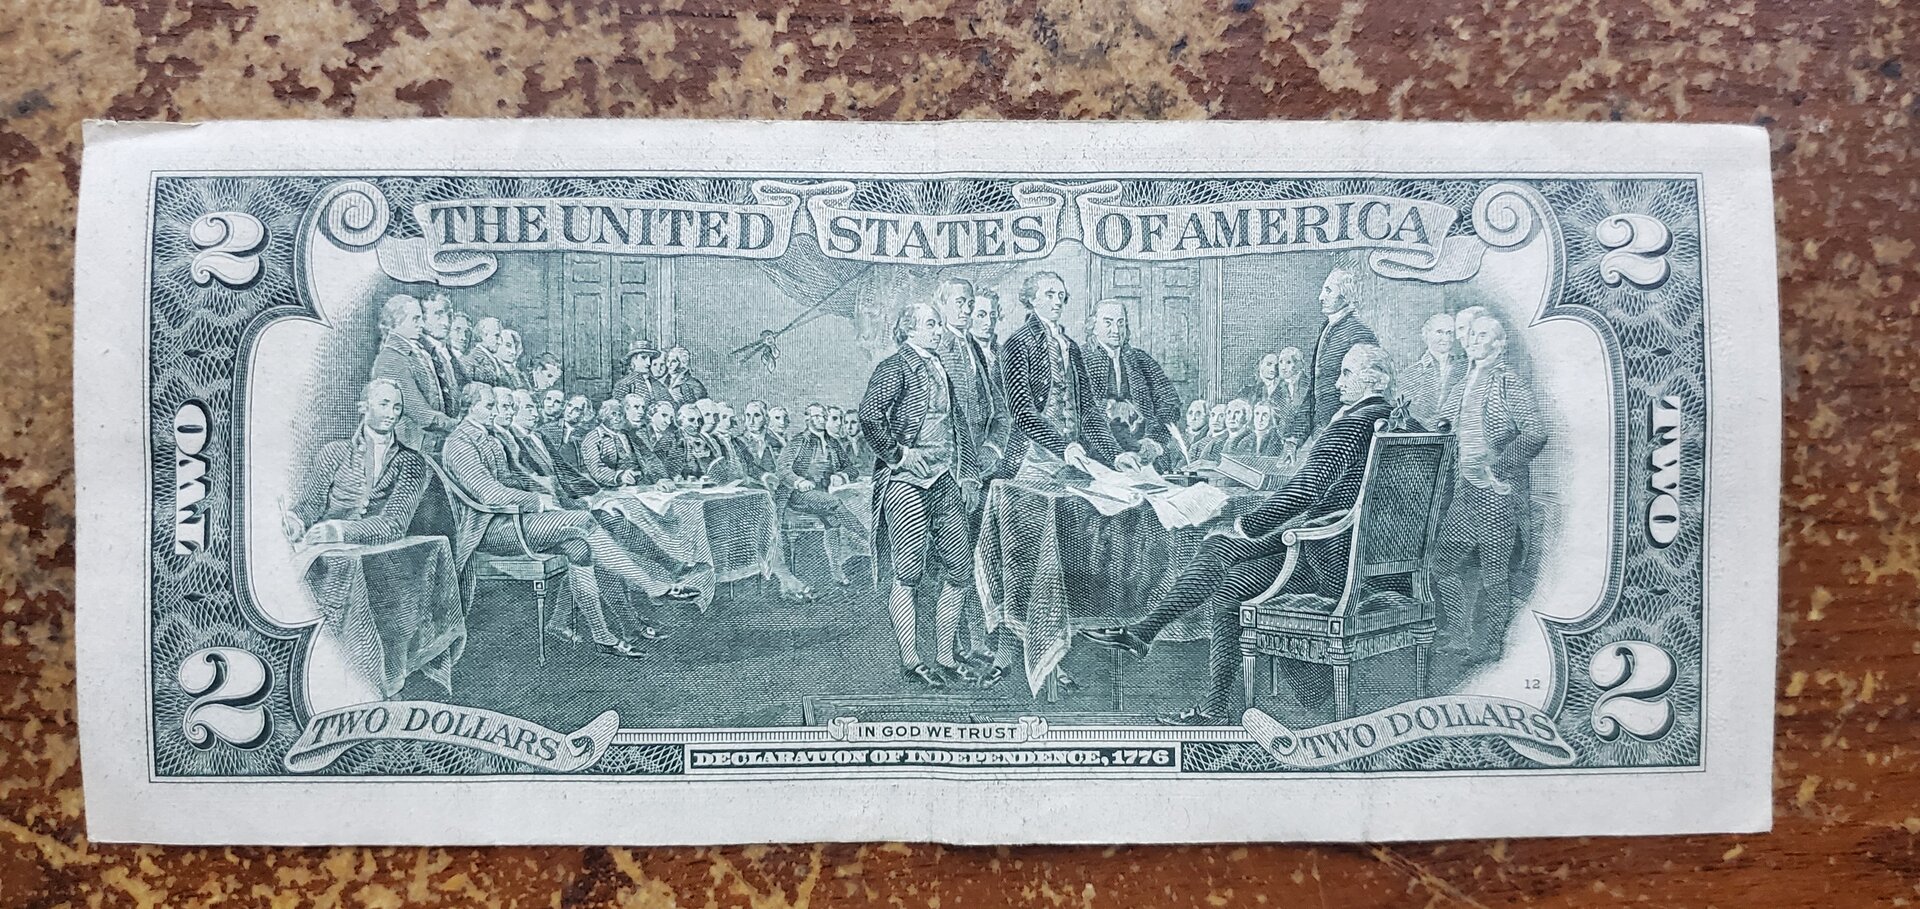 2 THE UNITED STATES OF AMERICA 2
TWO
TWO
12
2 TWO DOLLARS IN GOD WE TRUST TWO DOLLARS 2
DECLARATION OF INDEPENDENCE, 1776